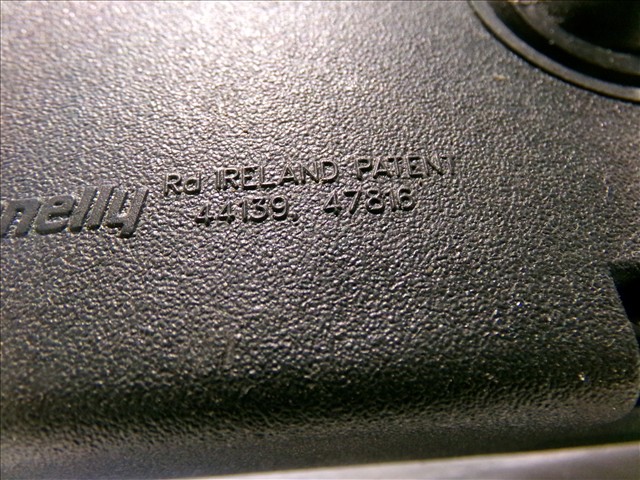 nelly Rd IRELAND PATENT
44139, 47816